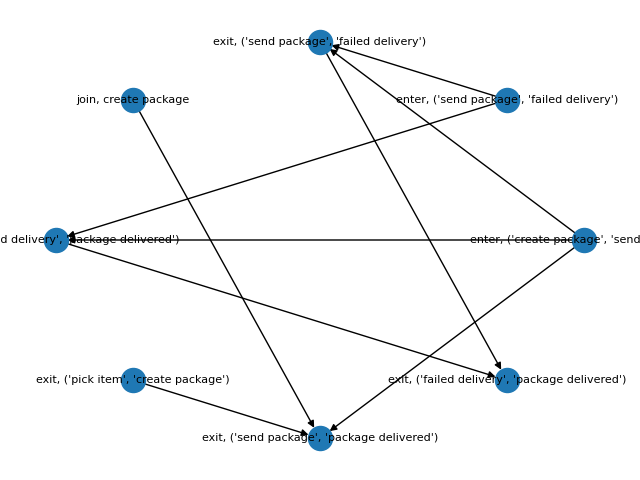 exit, ('send package', 'failed delivery')
join, create package
enter, ('send package', 'failed delivery')
d delivery', 'package delivered')
enter, ('create package', 'send
exit, ('pick item', 'create package')
exit, ('failed delivery', 'package delivered')
exit, ('send package', 'package delivered')